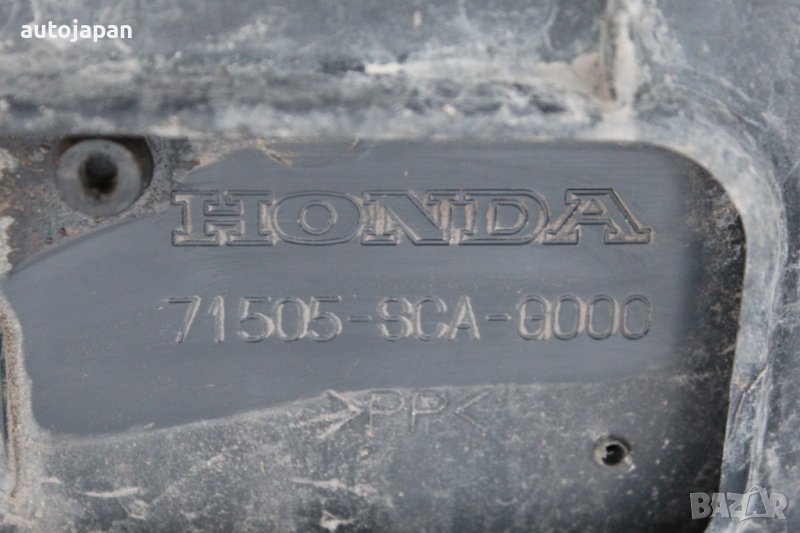 autojapan
HONDA
71505-SCA-G000
>PP<
BAZAR